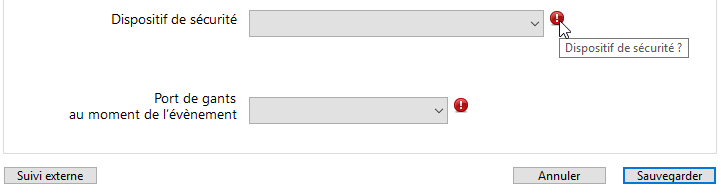 Dispositif de sécurité
Dispositif de sécurité ?
Port de gants
au moment de l'évènement
Suivi externe
Annuler
Sauvegarder